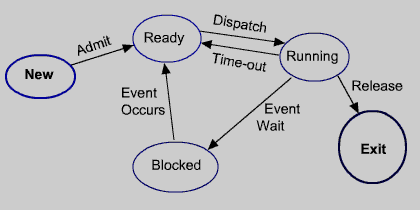 Admit
Ready
Dispatch
Time-out
Running
New
Event
Occurs
Event
Wait
Release
Blocked
Exit